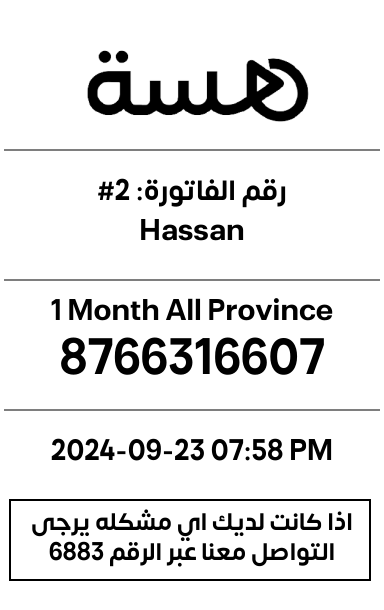 هسة
رقم الفاتورة: 2#
Hassan
1 Month All Province
8766316607
2024-09-23 07:58 PM
اذا كانت لديك اي مشكله يرجى
التواصل معنا عبر الرقم 6883